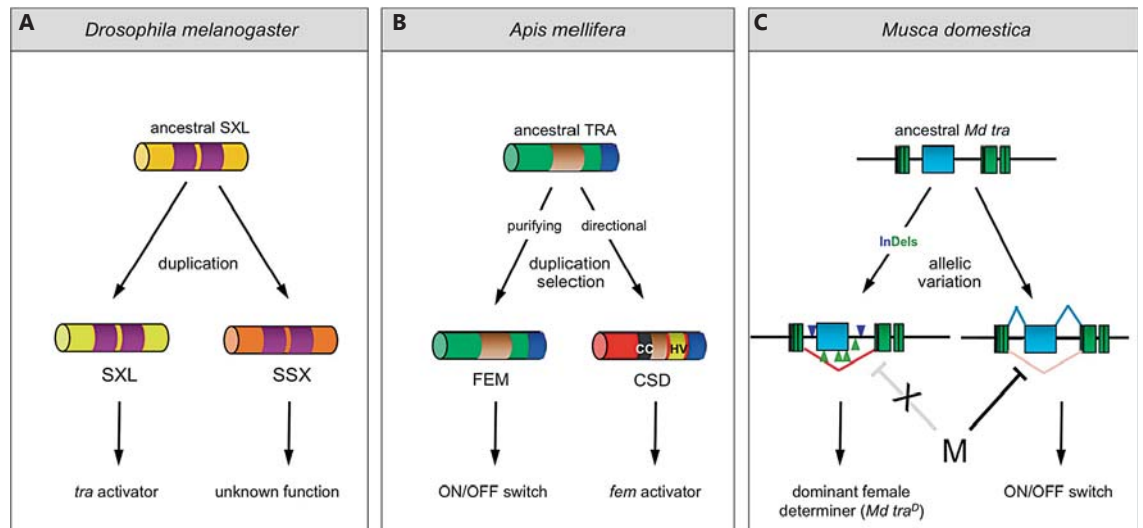 A
Drosophila melanogaster
ancestral SXL
duplication
SXL
SSX
tra activator
unknown function
B
Apis mellifera
ancestral TRA
purifying
directional
duplication
selection
CC
HV
FEM
CSD
ON/OFF switch
fem activator
C
Musca domestica
ancestral Md tra
InDels
allelic
variation
X
M
dominant female
determiner (Md traᴰ)
ON/OFF switch